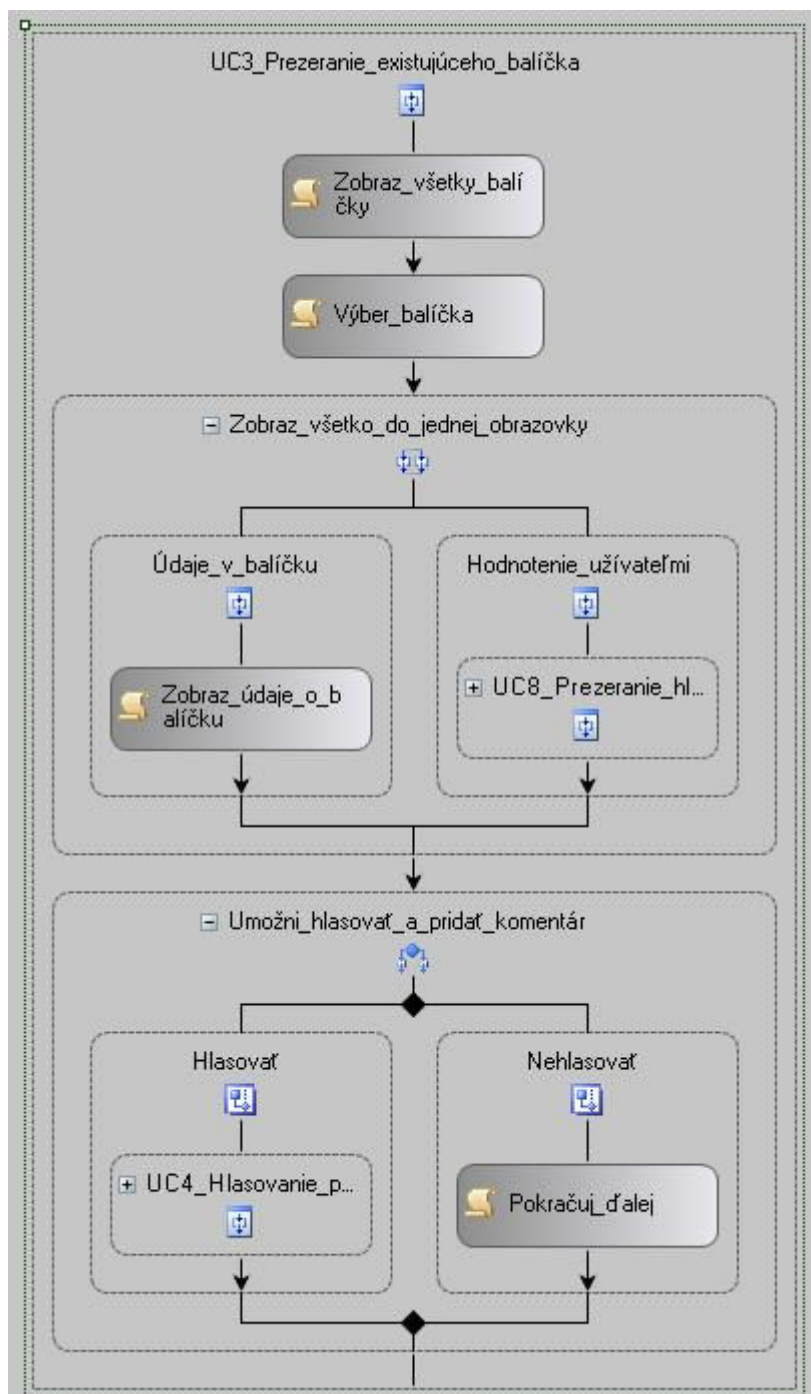 UC3_Prezeranie_existujúceho_balíčka
Zobraz_všetky_balí
čky
Výber_balíčka
Zobraz_všetko_do_jednej_obrazovky
Údaje_v_balíčku
Hodnotenie_užívateľmi
Zobraz_údaje_o_b
alíčku
UC8_Prezeranie_hl...
Umožni_hlasovať_a_pridať_komentár
Hlasovať
Nehlasovať
UC4_Hlasovanie_p...
Pokračuj_ďalej